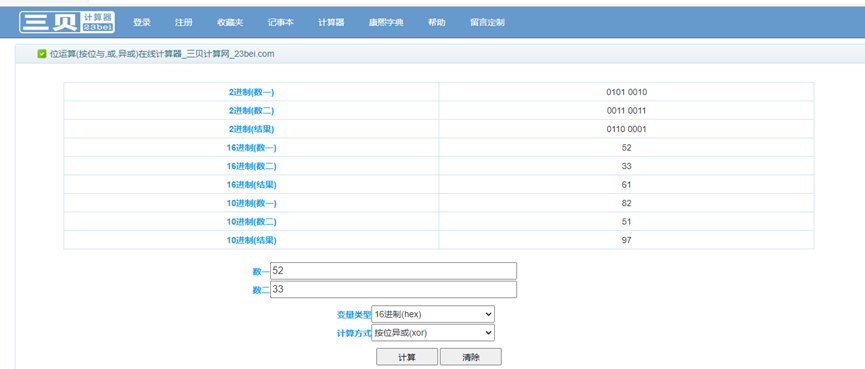 三贝 计算器 23bei 登录 注册 收藏夹 记事本 计算器 康熙字典 帮助 留言定制
位运算(按位与,或,异或)在线计算器_三贝计算网_23bei.com
2进制(数一) 0101 0010
2进制(数二) 0011 0011
2进制(结果) 0110 0001
16进制(数一) 52
16进制(数二) 33
16进制(结果) 61
10进制(数一) 82
10进制(数二) 51
10进制(结果) 97
数一 52
数二 33
变量类型 16进制(hex)
计算方式 按位异或(xor)
计算 清除